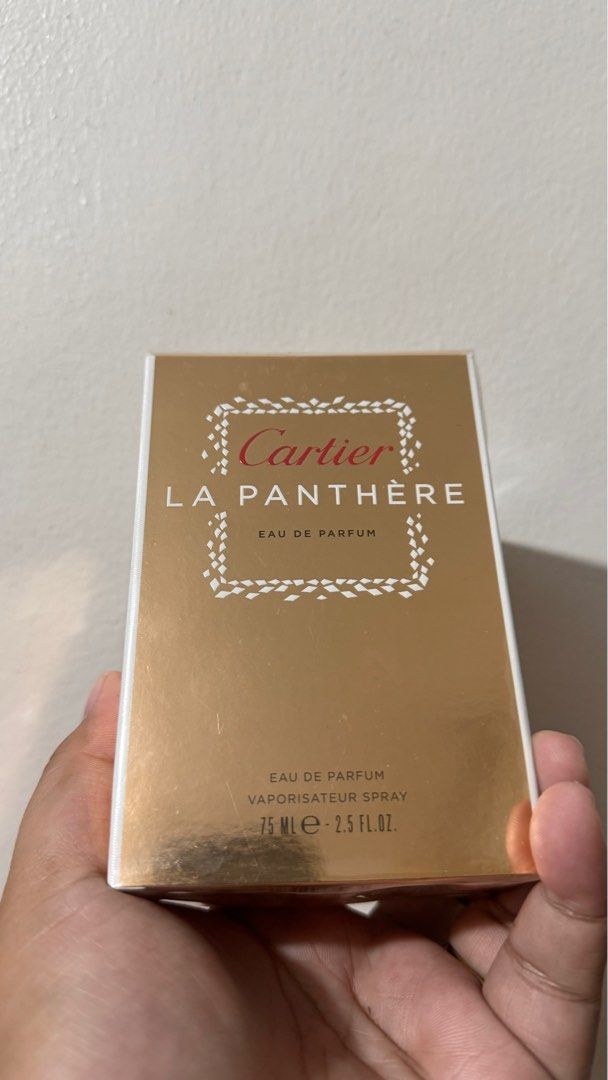 Cartier
LA PANTHÈRE
EAU DE PARFUM
EAU DE PARFUM
VAPORISATEUR SPRAY
75 ML ℮ - 2.5 FL.OZ.